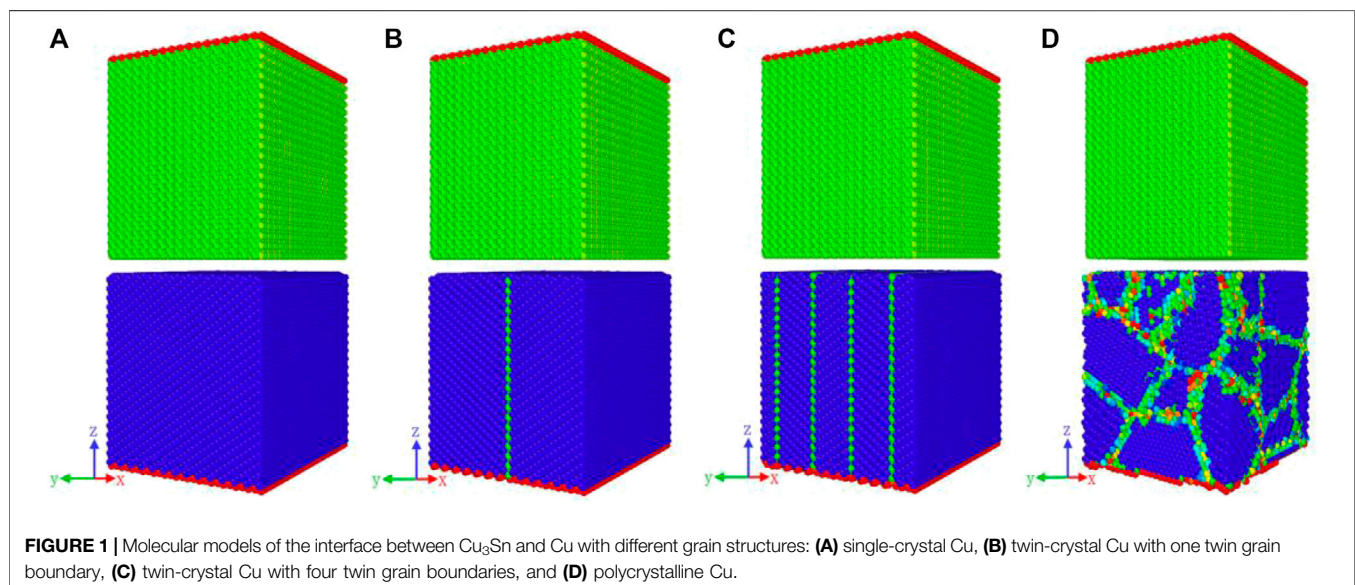 A B C D
z z z z
y x y x y x y x
FIGURE 1 | Molecular models of the interface between Cu₃Sn and Cu with different grain structures: (A) single-crystal Cu, (B) twin-crystal Cu with one twin grain
boundary, (C) twin-crystal Cu with four twin grain boundaries, and (D) polycrystalline Cu.